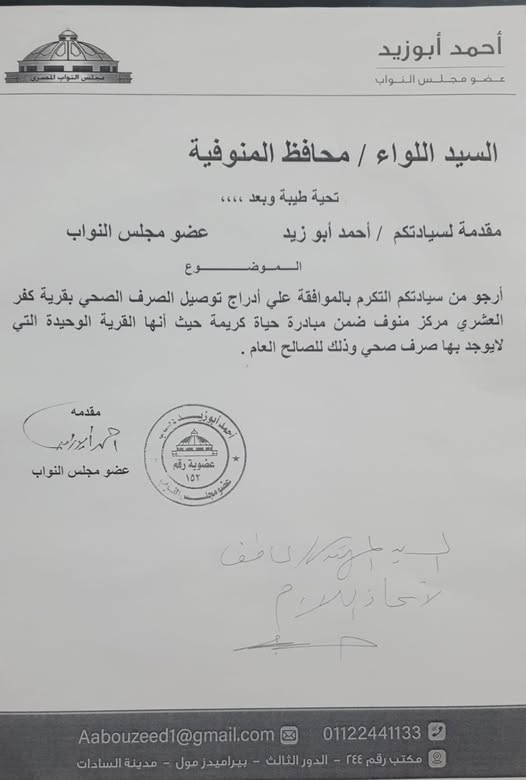 أحمد أبوزيد
عضو مجلس النواب
مجلس النواب المصري
السيد اللواء / محافظ المنوفية
تحية طيبة وبعد ,,,,
مقدمة لسيادتكم / أحمد أبو زيد عضو مجلس النواب
الموضوع
أرجو من سيادتكم التكرم بالموافقة علي أدراج توصيل الصرف الصحي بقرية كفر
العشري مركز منوف ضمن مبادرة حياة كريمة حيث أنها القرية الوحيدة التي
لايوجد بها صرف صحي وذلك للصالح العام .
مقدمه
عضو مجلس النواب
أحمد أبوزيد
عضوية رقم
١٥٢
عضو مجلس النواب
السيد
لاتخاذ اللازم
01122441133 Aabouzeed1@gmail.com
مكتب رقم ٢٤٤ - الدور الثالث - بيراميدز مول - مدينة السادات